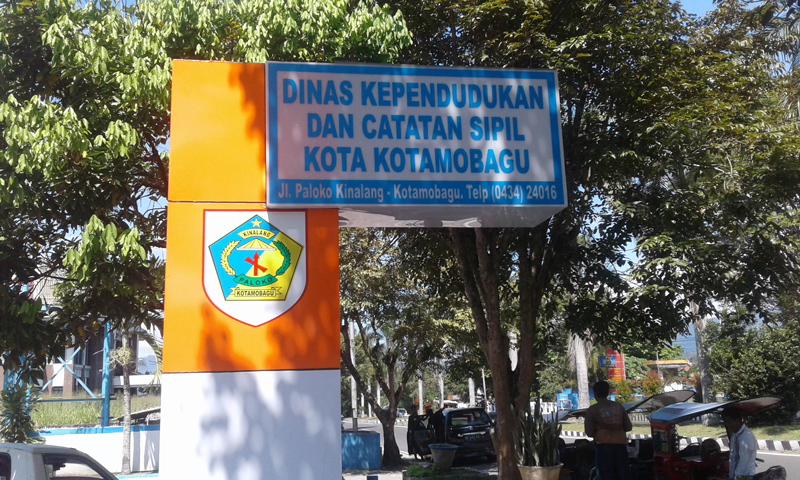 DINAS KEPENDUDUKAN
DAN CATATAN SIPIL
KOTA KOTAMOBAGU
Jl. Paloko Kinalang - Kotamobagu. Telp (0434) 24016
KINALANG
PALOKO
KOTAMOBAGU